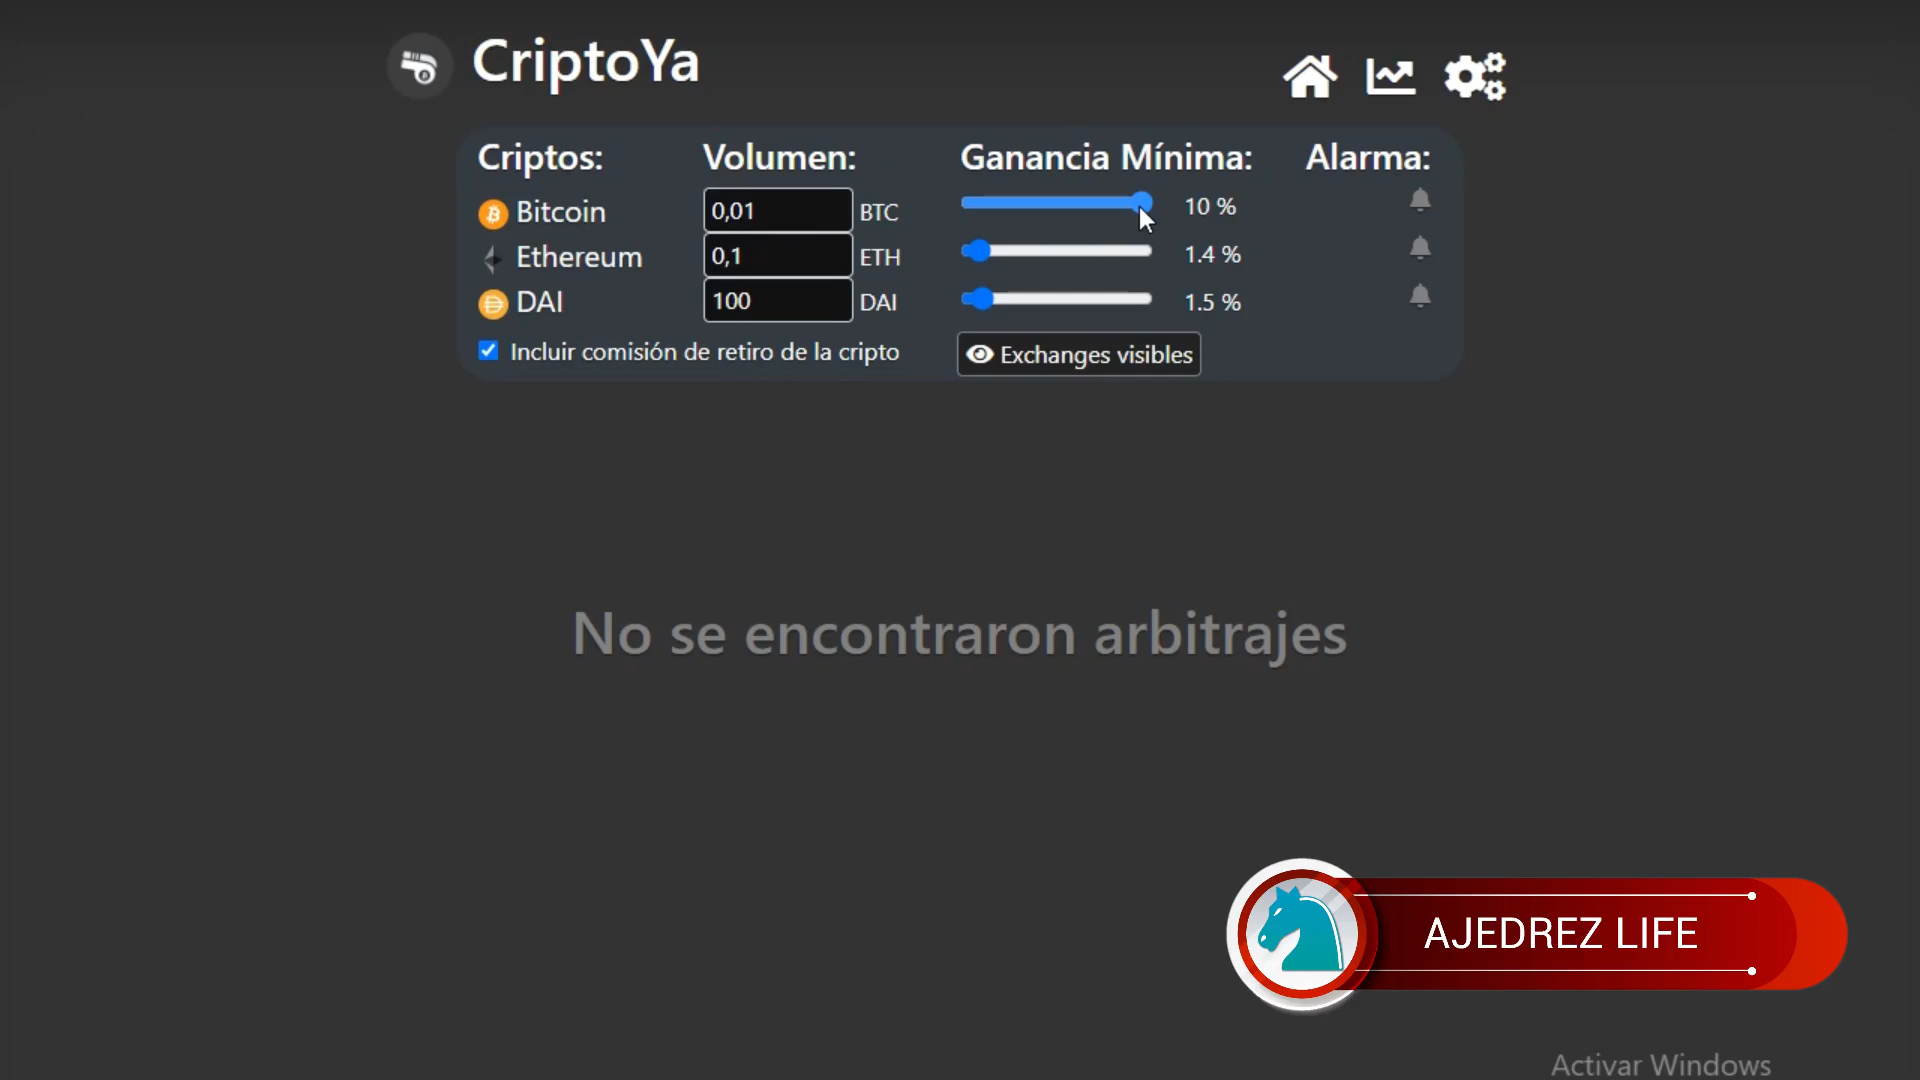 CriptoYa
Criptos: Volumen: Ganancia Mínima: Alarma:
Bitcoin 0,01 BTC 10 %
Ethereum 0,1 ETH 1.4 %
DAI 100 DAI 1.5 %
Incluir comisión de retiro de la cripto Exchanges visibles
No se encontraron arbitrajes
AJEDREZ LIFE
Activar Windows